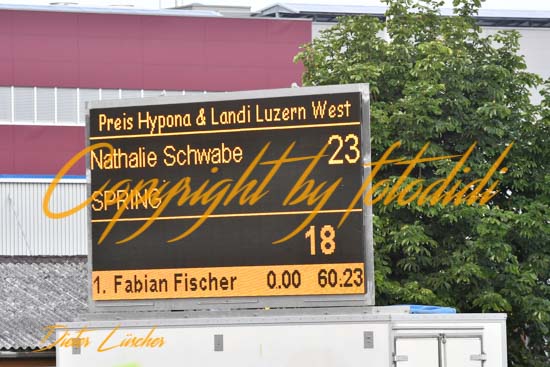 Preis Hypona & Landi Luzern West
Nathalie Schwabe 23
SPRING
Copyright by fotodidi
18
1. Fabian Fischer 0.00 60:23
Dieter Lüscher